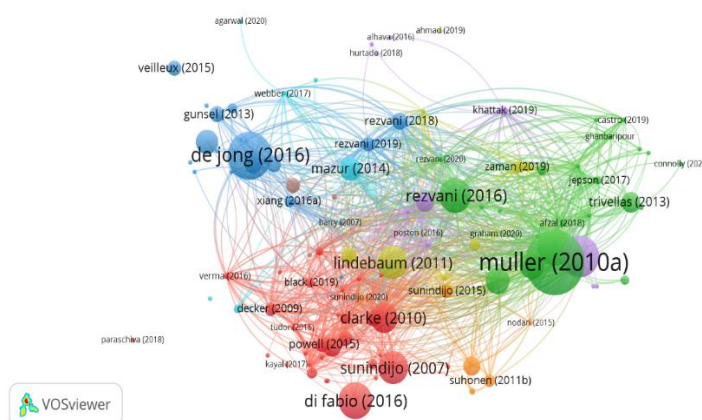 agarwal (2020)
alhava (2016)
ahmad (2019)
hurtado (2018)
veilleux (2015)
webber (2017)
gunsel (2013)
khattak (2019)
castro (2019)
rezvani (2018)
ghanbaripour
rezvani (2019)
de jong (2016)
rezvani (2020)
mazur (2014)
zaman (2019)
connolly (202
jepson (2017)
xiang (2016a)
rezvani (2016)
trivellas (2013)
barry (2007)
afzal (2018)
poston (2016)
graham (2020)
lindebaum (2011)
muller (2010a)
verma (2016)
black (2019)
sunindijo (2015)
sunindijo (2020)
decker (2009)
clarke (2010)
nodari (2015)
tudor (2016)
paraschiva (2018)
powell (2015)
kayal (2017)
sunindijo (2007)
suhonen (2011b)
di fabio (2016)
VOSviewer